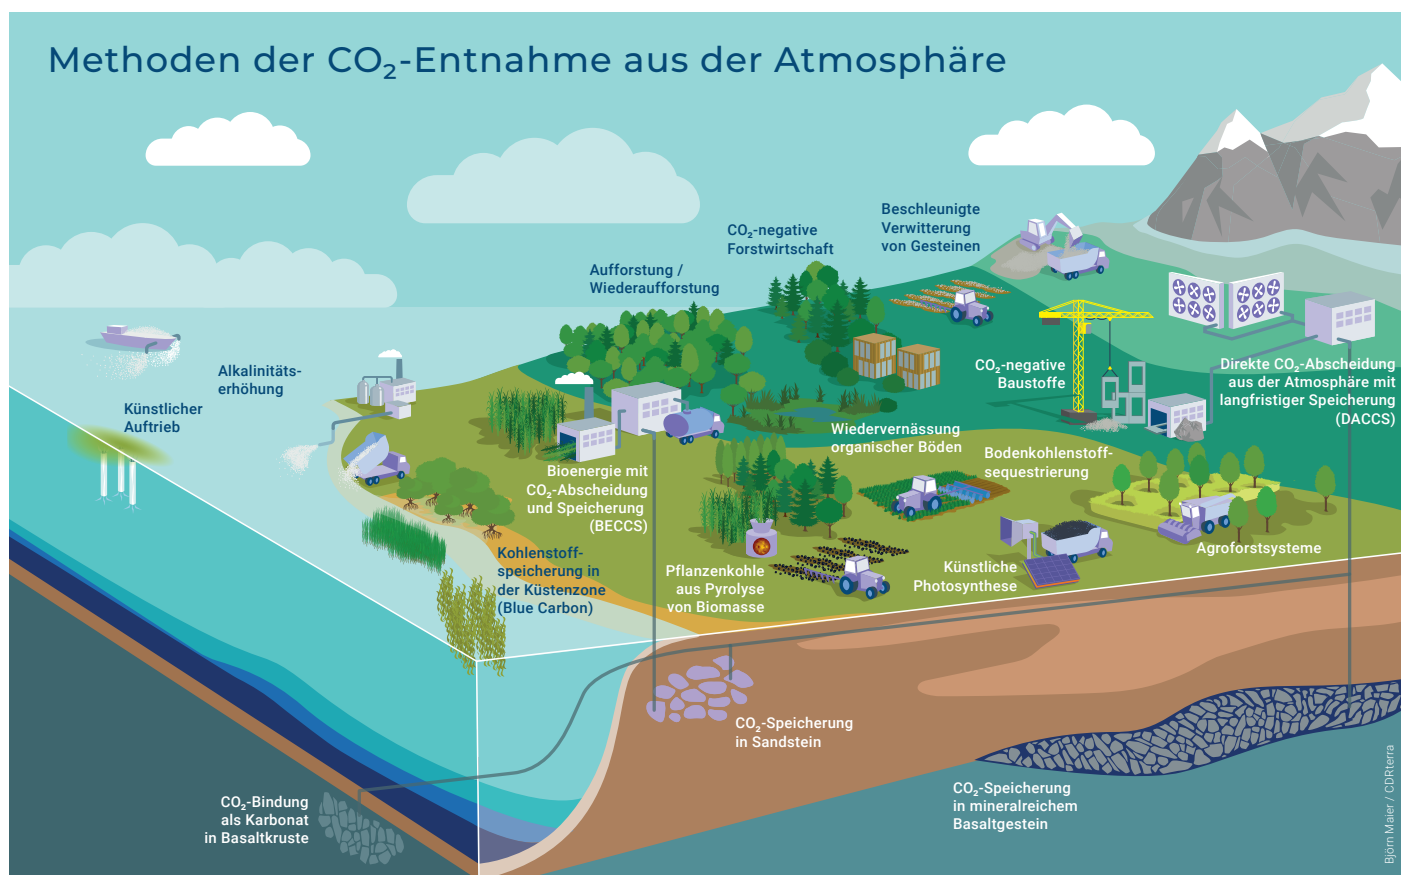 Methoden der CO₂-Entnahme aus der Atmosphäre
Beschleunigte
Verwitterung
von Gesteinen
CO₂-negative
Forstwirtschaft
Aufforstung /
Wiederaufforstung
Alkalinitäts-
erhöhung
Künstlicher
Auftrieb
CO₂-negative
Baustoffe
Direkte CO₂-Abscheidung
aus der Atmosphäre mit
langfristiger Speicherung
(DACCS)
Wiedervernässung
organischer Böden
Bodenkohlenstoff-
sequestrierung
Bioenergie mit
CO₂-Abscheidung
und Speicherung
(BECCS)
Kohlenstoff-
speicherung in
der Küstenzone
(Blue Carbon)
Pflanzenkohle
aus Pyrolyse
von Biomasse
Künstliche
Photosynthese
Agroforstsysteme
CO₂-Speicherung
in Sandstein
CO₂-Speicherung
in mineralreichem
Basaltgestein
CO₂-Bindung
als Karbonat
in Basaltkruste
Björn Maier / CDRterra